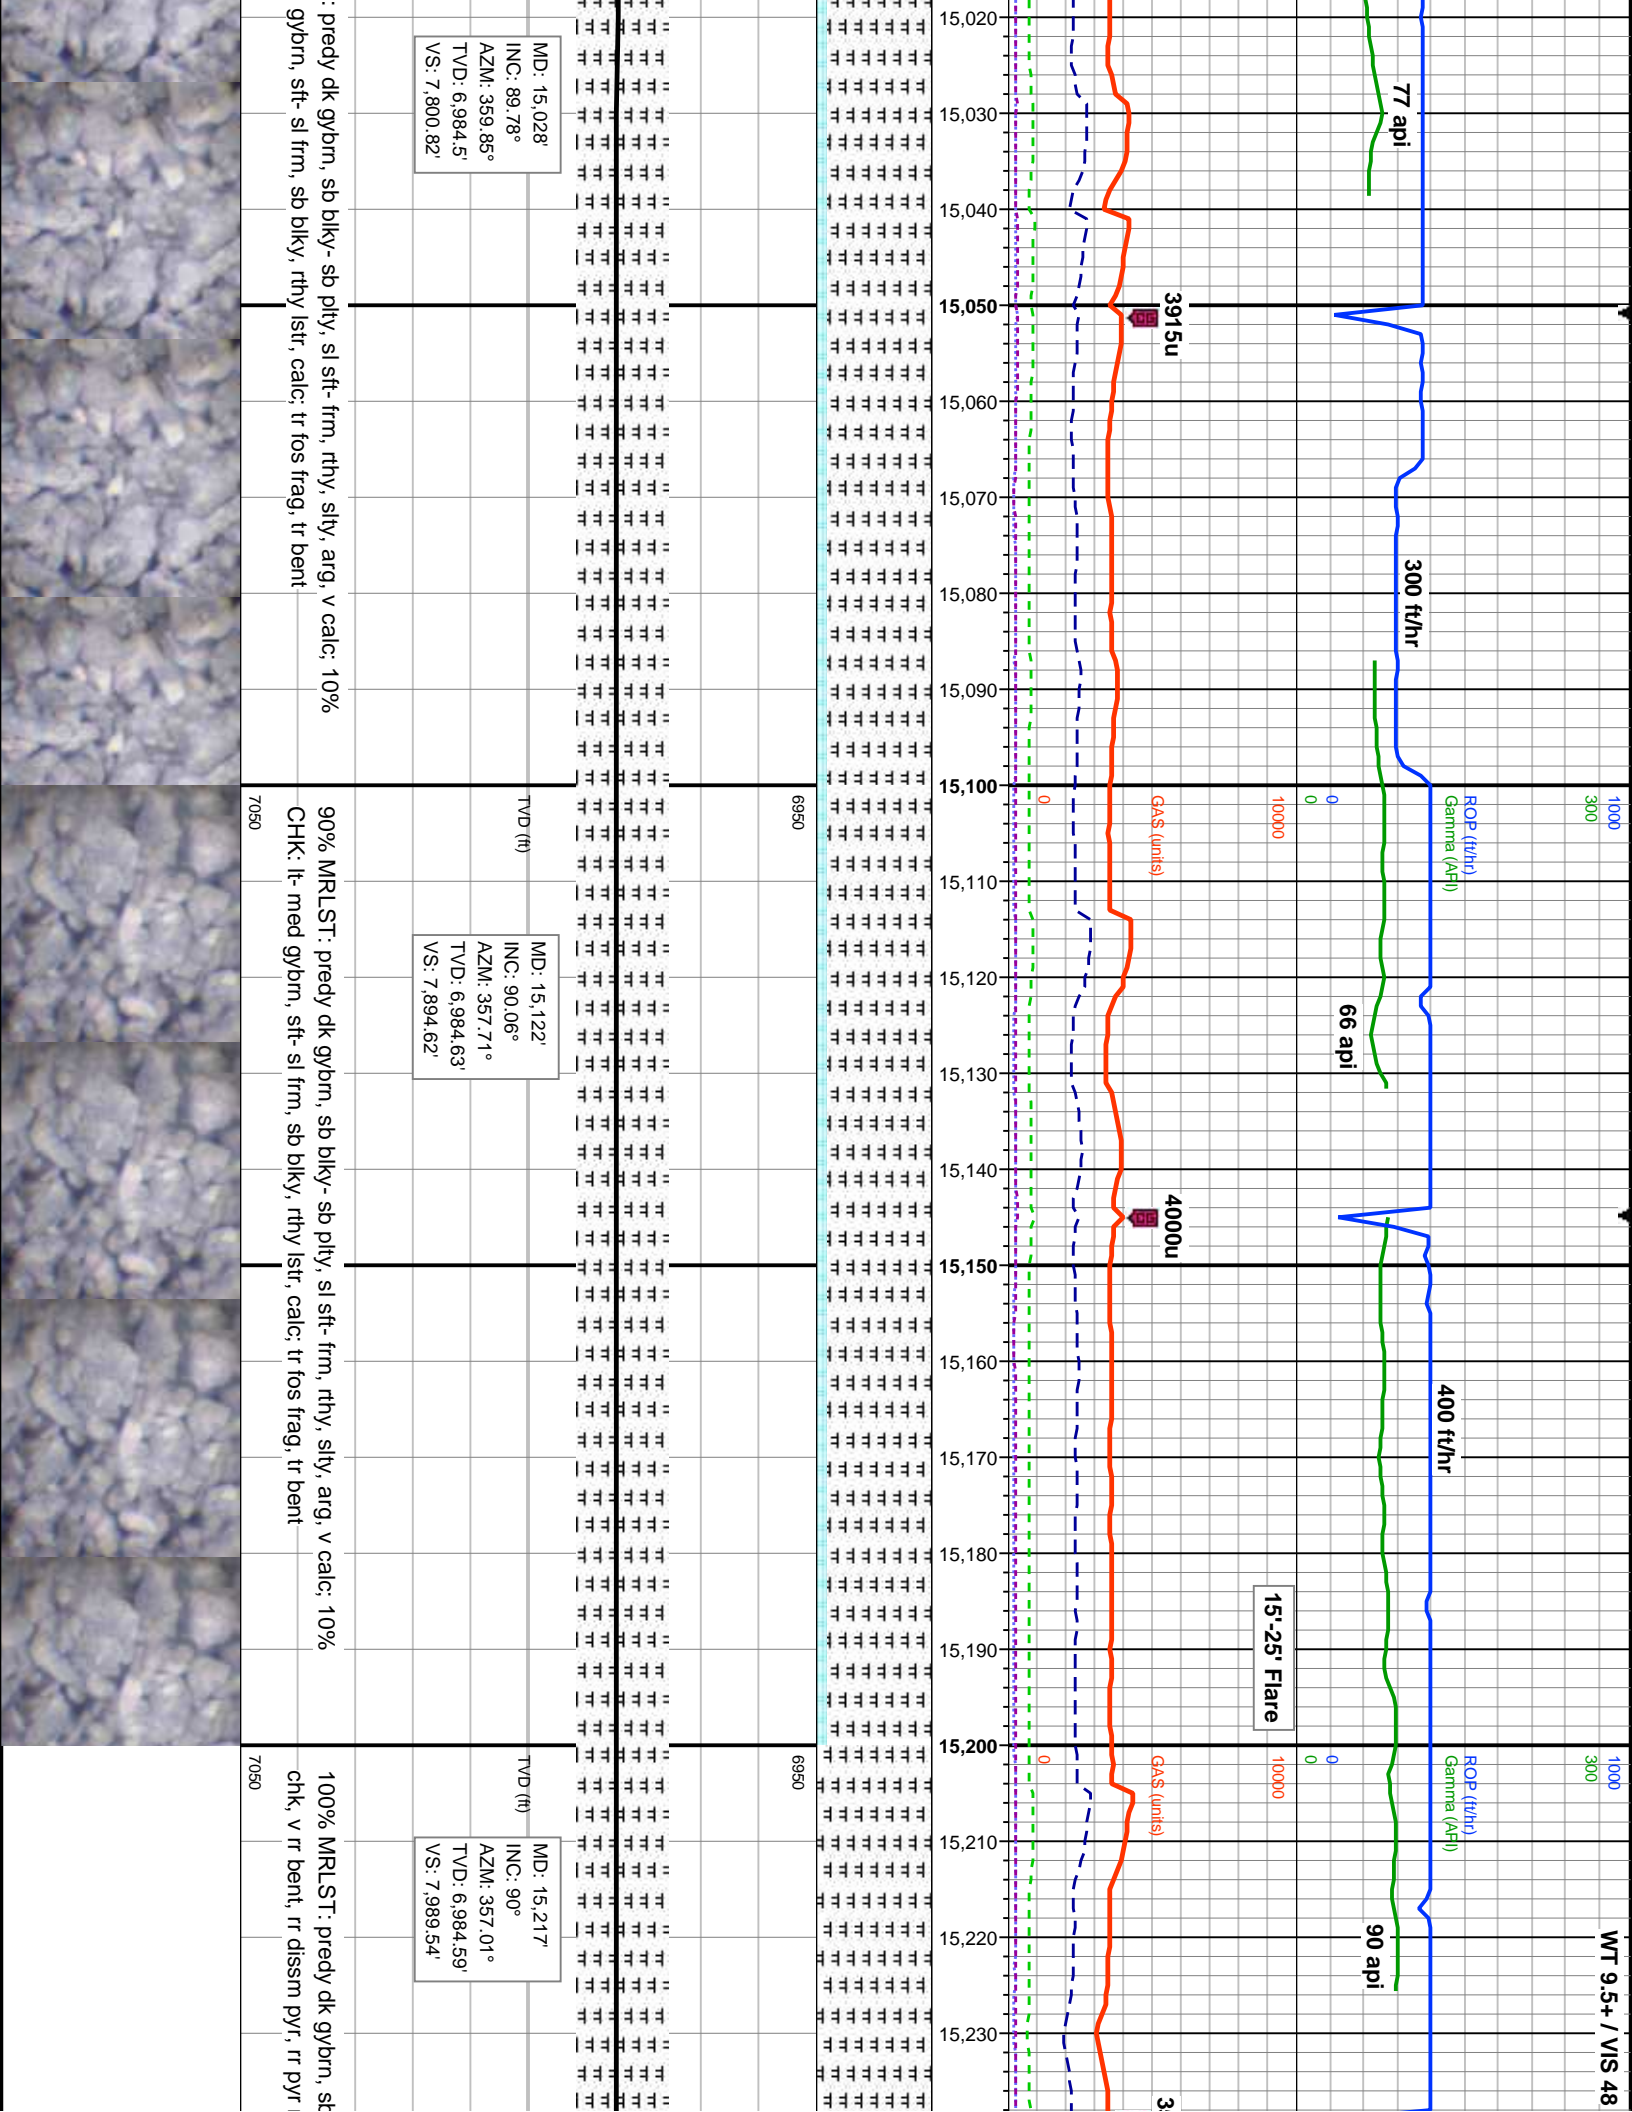 15,020
15,030
15,040
15,050
15,060
15,070
15,080
15,090
15,100
15,110
15,120
15,130
15,140
15,150
15,160
15,170
15,180
15,190
15,200
15,210
15,220
15,230
WT 9.5+ / VIS 48
77 api
300 ft/hr
66 api
400 ft/hr
90 api
3915u
DG
4000u
DG
15'-25' Flare
1000
300
ROP (ft/hr)
Gamma (API)
0
0
10000
GAS (units)
0
1000
300
ROP (ft/hr)
Gamma (API)
0
0
10000
GAS (units)
0
6950
TVD (ft)
7050
6950
TVD (ft)
7050
MD: 15,028'
INC: 89.78°
AZM: 359.85°
TVD: 6,984.5'
VS: 7,800.82'
MD: 15,122'
INC: 90.06°
AZM: 357.71°
TVD: 6,984.63'
VS: 7,894.62'
MD: 15,217'
INC: 90°
AZM: 357.01°
TVD: 6,984.59'
VS: 7,989.54'
: predy dk gybrn, sb blky- sb plty, sl sft- frm, rthy, slty, arg, v calc; 10%
gybrn, sft- sl frm, sb blky, rthy lstr, calc; tr fos frag, tr bent
90% MRLST: predy dk gybrn, sb blky- sb plty, sl sft- frm, rthy, slty, arg, v calc; 10%
CHK: lt- med gybrn, sft- sl frm, sb blky, rthy lstr, calc; tr fos frag, tr bent
100% MRLST: predy dk gybrn, sb
chk, v rr bent, rr dissm pyr, rr pyr